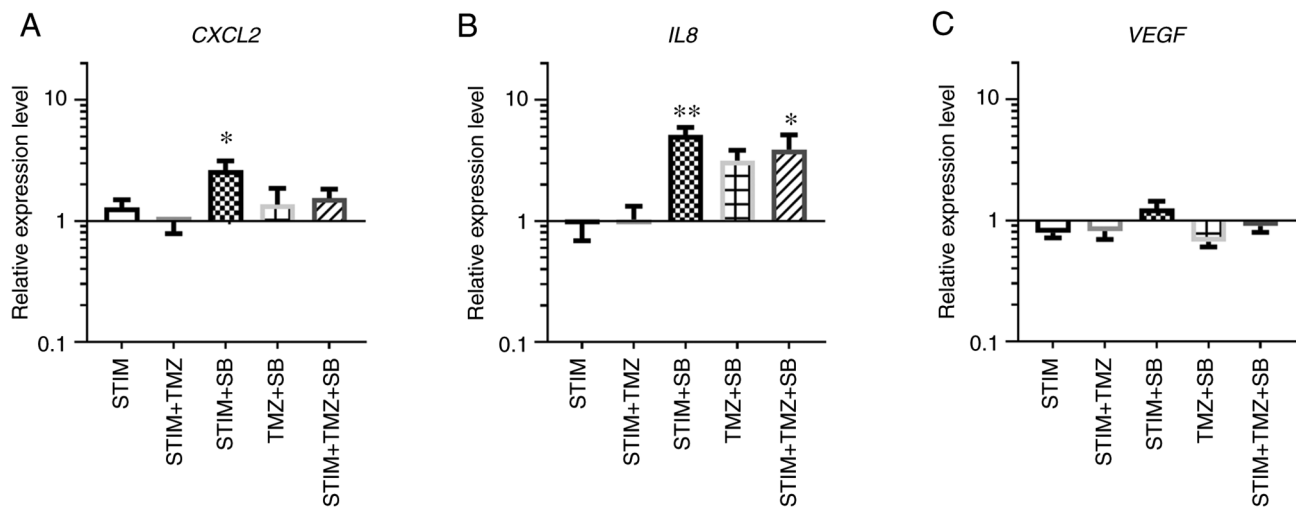 A
CXCL2
Relative expression level
10
1
0.1
*
STIM
STIM+TMZ
STIM+SB
TMZ+SB
STIM+TMZ+SB
B
IL8
Relative expression level
10
1
0.1
**
*
STIM
STIM+TMZ
STIM+SB
TMZ+SB
STIM+TMZ+SB
C
VEGF
Relative expression level
10
1
0.1
STIM
STIM+TMZ
STIM+SB
TMZ+SB
STIM+TMZ+SB